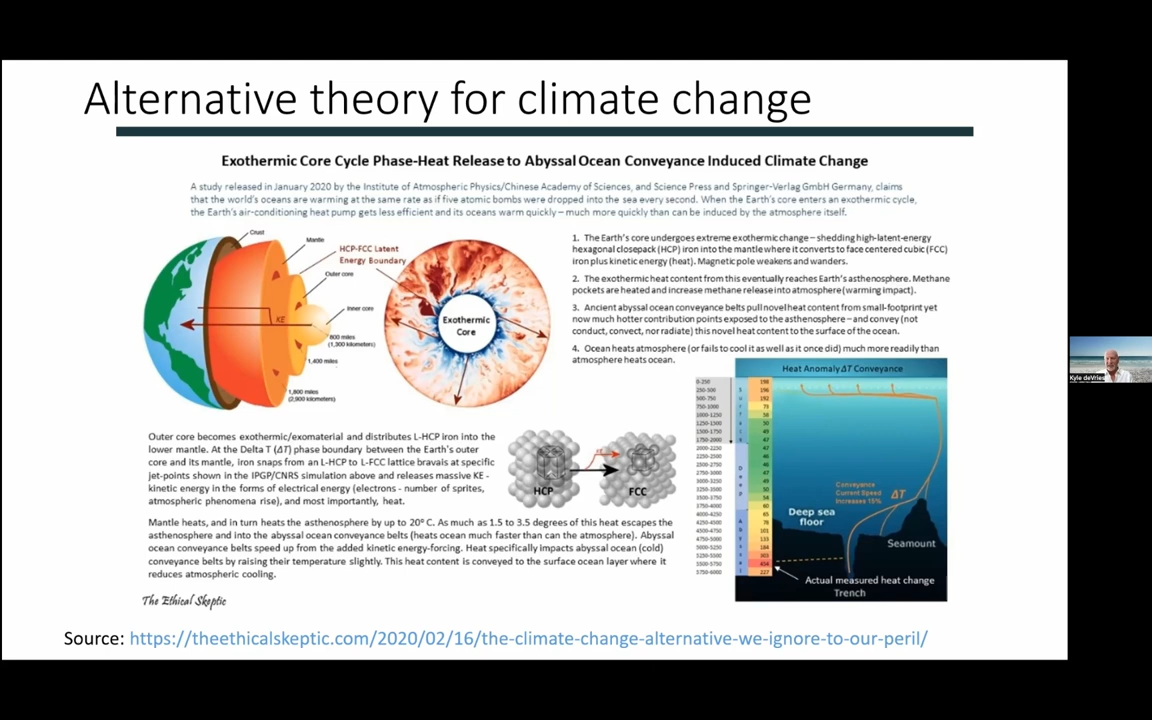 Alternative theory for climate change
Exothermic Core Cycle Phase-Heat Release to Abyssal Ocean Conveyance Induced Climate Change
A study released in January 2020 by the Institute of Atmospheric Physics/Chinese Academy of Sciences, and Science Press and Springer-Verlag GmbH Germany, claims
that the world's oceans are warming at the same rate as if five atomic bombs were dropped into the sea every second. When the Earth's core enters an exothermic cycle,
the Earth's air-conditioning heat pump gets less efficient and its oceans warm quickly – much more quickly than can be induced by the atmosphere itself.
Crust
Mantle
HCP-FCC Latent
Energy Boundary
Outer core
Inner core
KE
800 miles
(1,300 kilometers)
1,400 miles
1,800 miles
(2,900 kilometers)
Exothermic
Core
1. The Earth's core undergoes extreme exothermic change – shedding high-latent-energy
hexagonal closepack (HCP) iron into the mantle where it converts to face centered cubic (FCC)
iron plus kinetic energy (heat). Magnetic pole weakens and wanders.
2. The exothermic heat content from this eventually reaches Earth's asthenosphere. Methane
pockets are heated and increase methane release into atmosphere (warming impact).
3. Ancient abyssal ocean conveyance belts pull novel heat content from small-footprint yet
now much hotter contribution points exposed to the asthenosphere – and convey (not
conduct, convect, nor radiate) this novel heat content to the surface of the ocean.
4. Ocean heats atmosphere (or fails to cool it as well as it once did) much more readily than
atmosphere heats ocean.
Outer core becomes exothermic/exomaterial and distributes L-HCP iron into the
lower mantle. At the Delta T (ΔT) phase boundary between the Earth's outer
core and its mantle, iron snaps from an L-HCP to L-FCC lattice bravais at specific
jet-points shown in the IPGP/CNRS simulation above and releases massive KE -
kinetic energy in the forms of electrical energy (electrons - number of sprites,
atmospheric phenomena rise), and most importantly, heat.
HCP
FCC
Mantle heats, and in turn heats the asthenosphere by up to 20° C. As much as 1.5 to 3.5 degrees of this heat escapes the
asthenosphere and into the abyssal ocean conveyance belts (heats ocean much faster than can the atmosphere). Abyssal
ocean conveyance belts speed up from the added kinetic energy-forcing. Heat specifically impacts abyssal ocean (cold)
conveyance belts by raising their temperature slightly. This heat content is conveyed to the surface ocean layer where it
reduces atmospheric cooling.
The Ethical Skeptic
Heat Anomaly ΔT Conveyance
Conveyance
Current Speed
Increases 15%
ΔT
Deep sea
floor
Seamount
Actual measured heat change
Trench
Source: https://theethicalskeptic.com/2020/02/16/the-climate-change-alternative-we-ignore-to-our-peril/
Kyle deVries